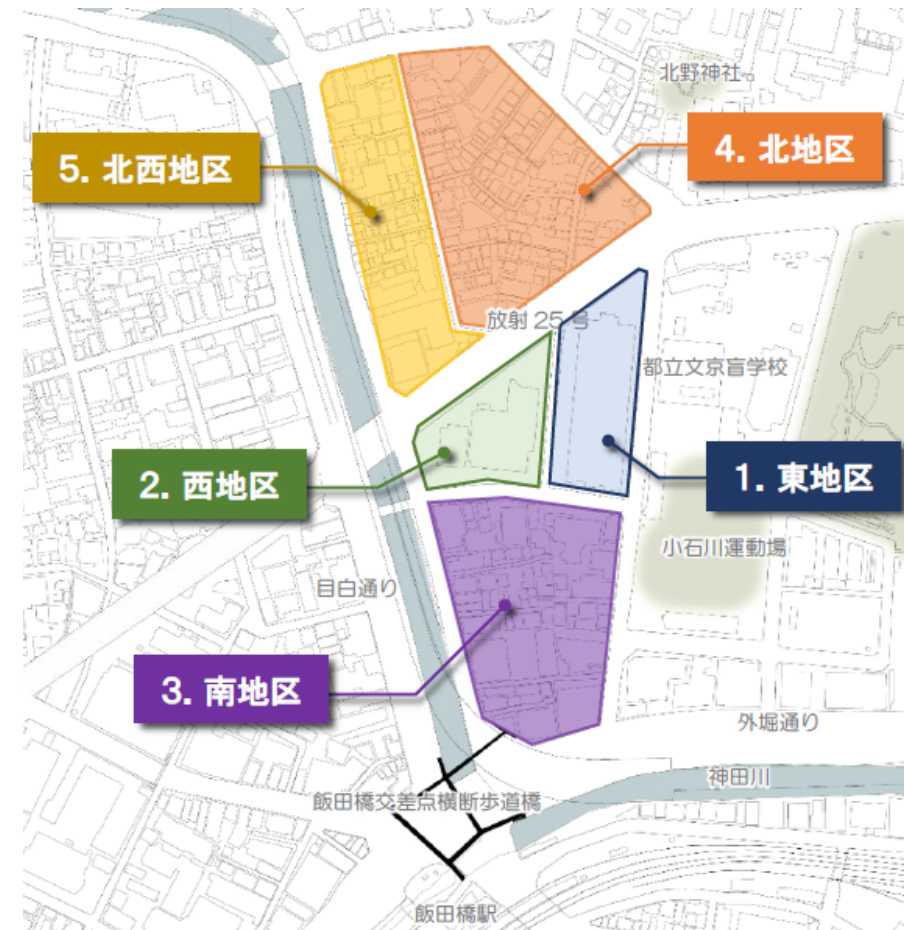 北野神社
4. 北地区
5. 北西地区
放射25号
都立文京盲学校
1. 東地区
2. 西地区
小石川運動場
目白通り
3. 南地区
外堀通り
神田川
飯田橋交差点横断歩道橋
飯田橋駅